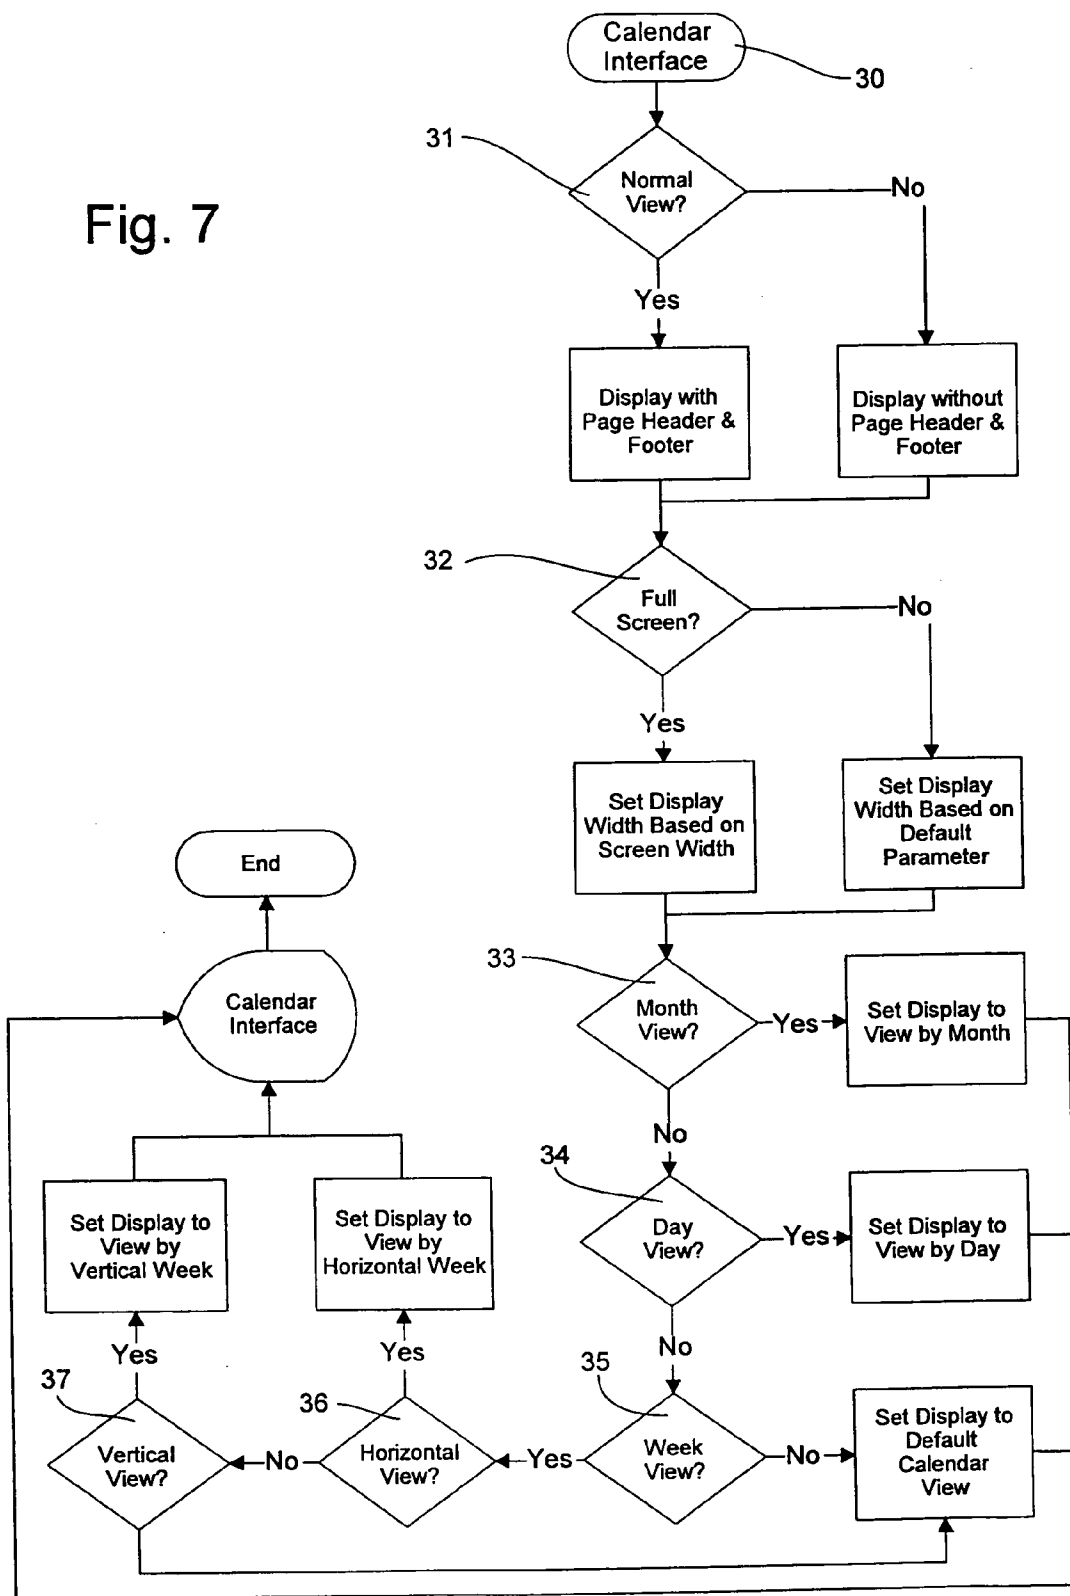 Calendar
Interface
30
31
Normal
View?
No
Fig. 7
Yes
Display with
Page Header &
Footer
Display without
Page Header &
Footer
32
Full
Screen?
No
Yes
Set Display
Width Based on
Screen Width
Set Display
Width Based on
Default
Parameter
End
33
Calendar
Interface
Month
View?
Yes
Set Display to
View by Month
No
34
Set Display to
View by
Vertical Week
Set Display to
View by
Horizontal Week
Day
View?
Yes
Set Display to
View by Day
Yes
Yes
No
37
36
35
Vertical
View?
No
Horizontal
View?
Yes
Week
View?
No
Set Display to
Default
Calendar
View